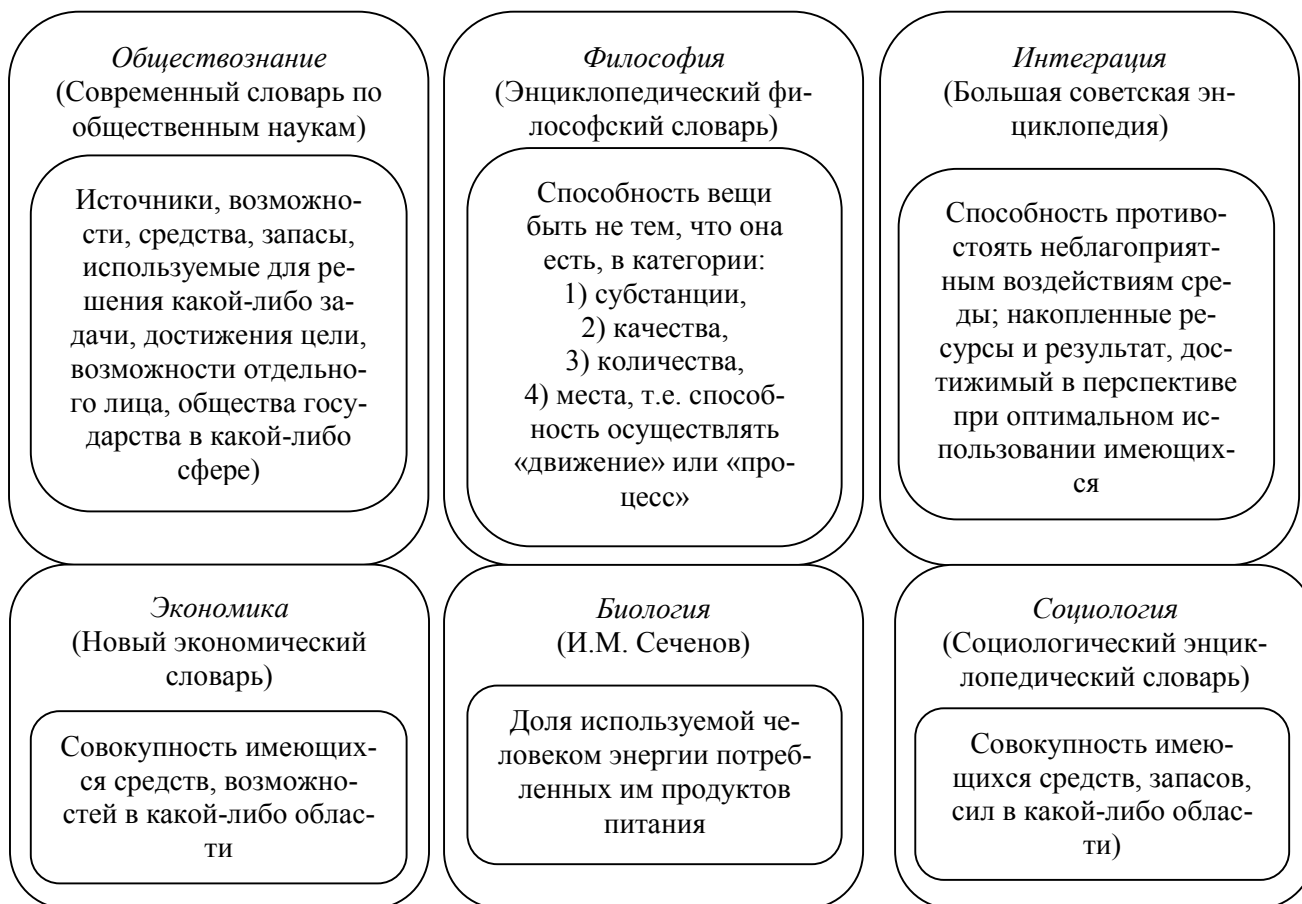 Обществознание
(Современный словарь по
общественным наукам)
Источники, возможно-
сти, средства, запасы,
используемые для ре-
шения какой-либо за-
дачи, достижения цели,
возможности отдельно-
го лица, общества госу-
дарства в какой-либо
сфере)
Философия
(Энциклопедический фи-
лософский словарь)
Способность вещи
быть не тем, что она
есть, в категории:
1) субстанции,
2) качества,
3) количества,
4) места, т.е. способ-
ность осуществлять
«движение» или «про-
цесс»
Интеграция
(Большая советская эн-
циклопедия)
Способность противо-
стоять неблагоприят-
ным воздействиям сре-
ды; накопленные ре-
сурсы и результат, дос-
тижимый в перспективе
при оптимальном ис-
пользовании имеющих-
ся
Экономика
(Новый экономический
словарь)
Совокупность имеющих-
ся средств, возможно-
стей в какой-либо облас-
ти
Биология
(И.М. Сеченов)
Доля используемой че-
ловеком энергии потреб-
ленных им продуктов
питания
Социология
(Социологический энцик-
лопедический словарь)
Совокупность имею-
щихся средств, запасов,
сил в какой-либо облас-
ти)